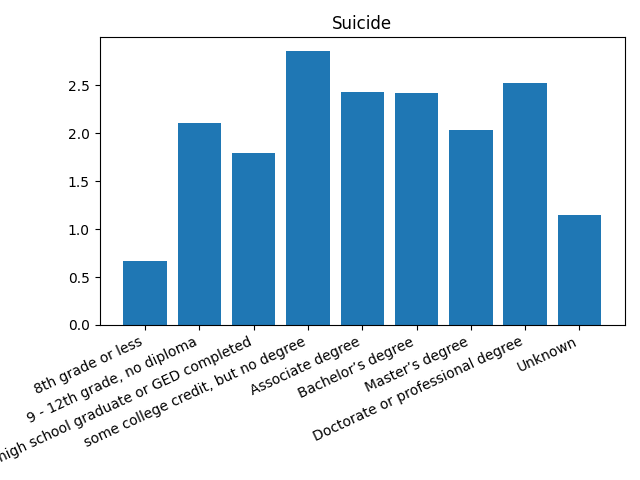 Suicide
2.5
2.0
1.5
1.0
0.5
0.0
8th grade or less
9 - 12th grade, no diploma
high school graduate or GED completed
some college credit, but no degree
Associate degree
Bachelor’s degree
Master’s degree
Doctorate or professional degree
Unknown